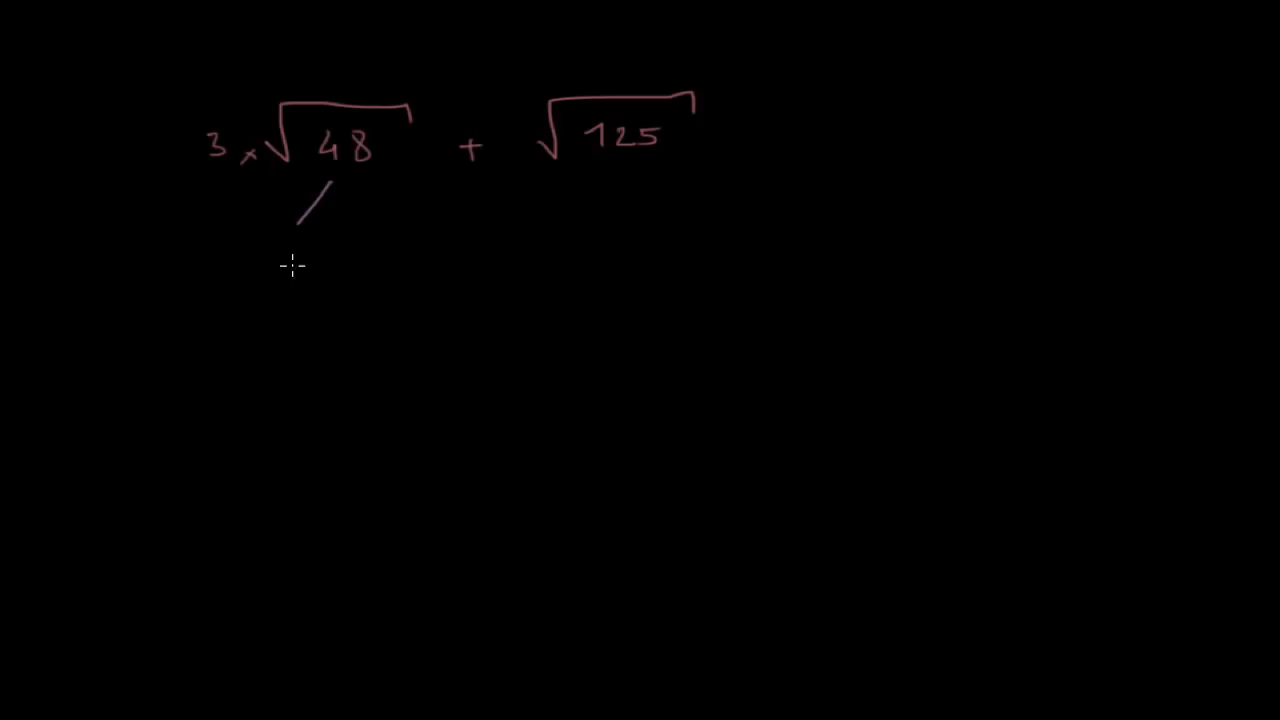 3 × √48 + √125